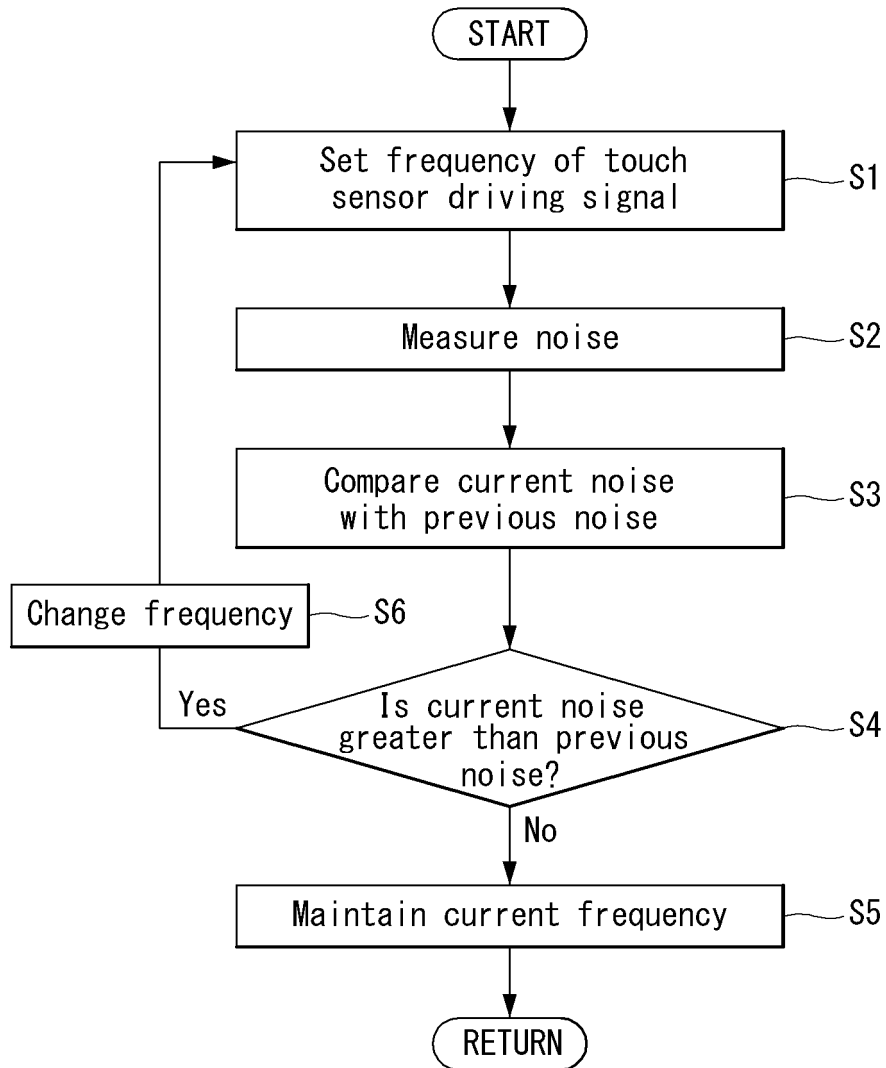 START
Set frequency of touch
sensor driving signal
S1
Measure noise
S2
Compare current noise
with previous noise
S3
Change frequency
S6
Yes
Is current noise
greater than previous
noise?
S4
No
Maintain current frequency
S5
RETURN